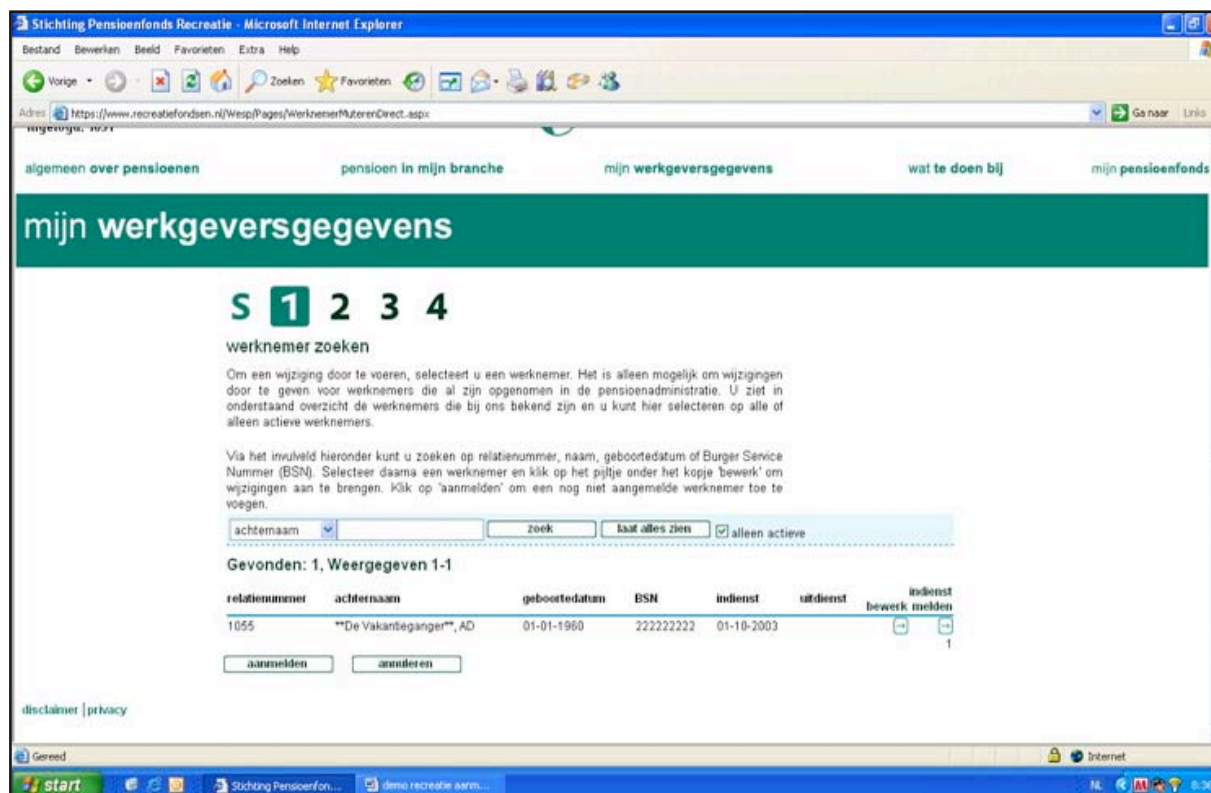 Stichting Pensioenfonds Recreatie - Microsoft Internet Explorer
Bestand Bewerken Beeld Favorieten Extra Help
Vorige Zoeken Favorieten
Adres https://www.recreatiefondsen.nl/Wesp/Pages/WerknemerMuterenDirect.aspx Ga naar Links
algemeen over pensioenen pensioen in mijn branche mijn werkgeversgegevens wat te doen bij mijn pensioenfonds
mijn werkgeversgegevens
S 1 2 3 4
werknemer zoeken
Om een wijziging door te voeren, selecteert u een werknemer. Het is alleen mogelijk om wijzigingen
door te geven voor werknemers die al zijn opgenomen in de pensioenadministratie. U ziet in
onderstaand overzicht de werknemers die bij ons bekend zijn en u kunt hier selecteren op alle of
alleen actieve werknemers.
Via het invulveld hieronder kunt u zoeken op relatienummer, naam, geboortedatum of Burger Service
Nummer (BSN). Selecteer daarna een werknemer en klik op het pijltje onder het kopje 'bewerk' om
wijzigingen aan te brengen. Klik op 'aanmelden' om een nog niet aangemelde werknemer toe te
voegen.
achternaam zoek laat alles zien alleen actieve
Gevonden: 1, Weergegeven 1-1
relatienummer achternaam geboortedatum BSN indienst uitdienst bewerk indienst melden
1055 **De Vakantieganger**, AD 01-01-1960 222222222 01-10-2003
1
aanmelden annuleren
disclaimer | privacy
Gereed Internet
start Stichting Pensioenfon... demo recreatie aanm... NL